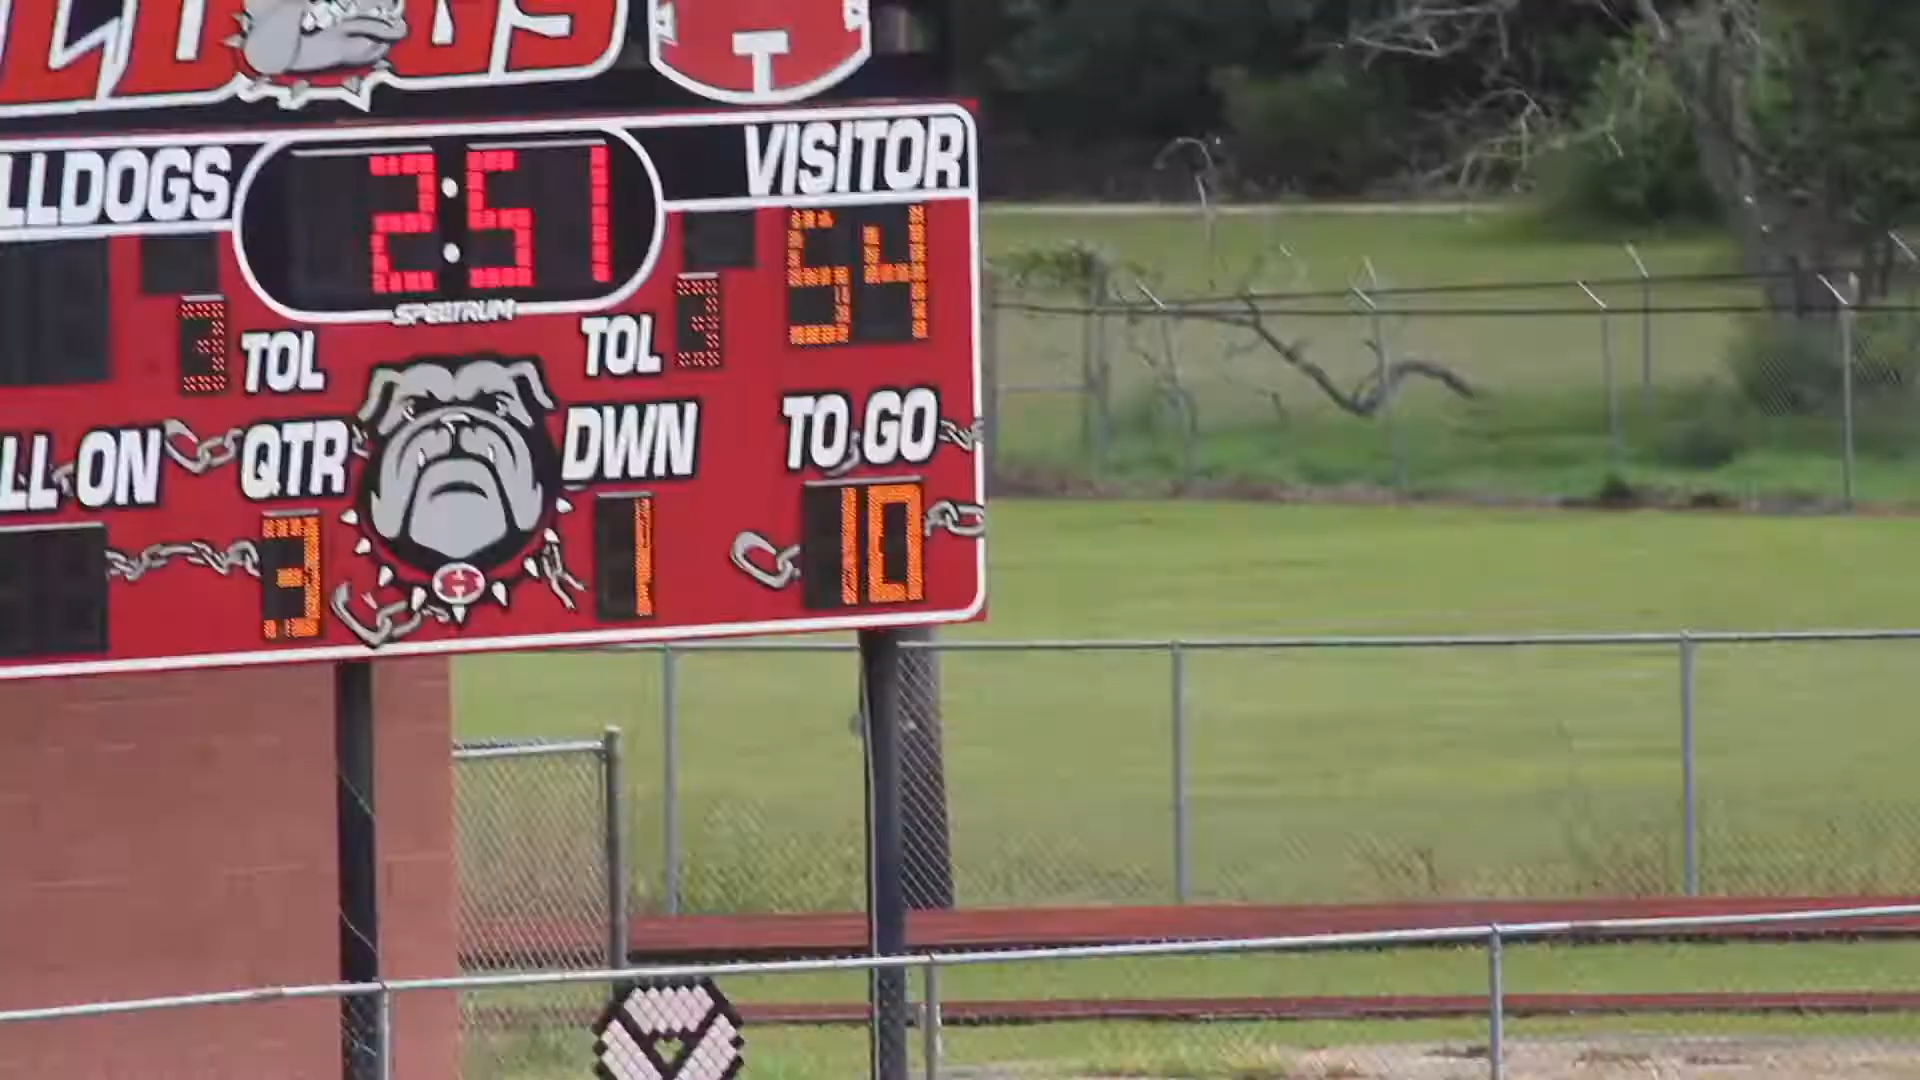 LLDOGS
T
LLDOGS 2:51 VISITOR
54
SPECTRUM
3 TOL TOL 3
LL ON QTR DWN TO GO
3 1 10